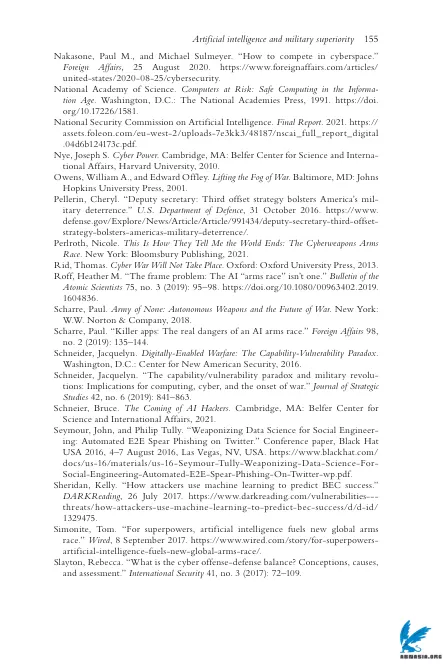 Artificial intelligence and military superiority 155
Nakasone, Paul M., and Michael Sulmeyer. “How to compete in cyberspace.”
Foreign Affairs, 25 August 2020. https://www.foreignaffairs.com/articles/
united-states/2020-08-25/cybersecurity.
National Academy of Science. Computers at Risk: Safe Computing in the Informa-
tion Age. Washington, D.C.: The National Academies Press, 1991. https://doi.
org/10.17226/1581.
National Security Commission on Artificial Intelligence. Final Report. 2021. https://
assets.foleon.com/eu-west-2/uploads-7e3kk3/48187/nscai_full_report_digital
.04d6b124173c.pdf.
Nye, Joseph S. Cyber Power. Cambridge, MA: Belfer Center for Science and Interna-
tional Affairs, Harvard University, 2010.
Owens, William A., and Edward Offley. Lifting the Fog of War. Baltimore, MD: Johns
Hopkins University Press, 2001.
Pellerin, Cheryl. “Deputy secretary: Third offset strategy bolsters America’s mil-
itary deterrence.” U.S. Department of Defense, 31 October 2016. https://www.
defense.gov/Explore/News/Article/Article/991434/deputy-secretary-third-offset-
strategy-bolsters-americas-military-deterrence/.
Perlroth, Nicole. This Is How They Tell Me the World Ends: The Cyberweapons Arms
Race. New York: Bloomsbury Publishing, 2021.
Rid, Thomas. Cyber War Will Not Take Place. Oxford: Oxford University Press, 2013.
Roff, Heather M. “The frame problem: The AI “arms race” isn’t one.” Bulletin of the
Atomic Scientists 75, no. 3 (2019): 95–98. https://doi.org/10.1080/00963402.2019.
1604836.
Scharre, Paul. Army of None: Autonomous Weapons and the Future of War. New York:
W.W. Norton & Company, 2018.
Scharre, Paul. “Killer apps: The real dangers of an AI arms race.” Foreign Affairs 98,
no. 2 (2019): 135–144.
Schneider, Jacquelyn. Digitally-Enabled Warfare: The Capability-Vulnerability Paradox.
Washington, D.C.: Center for New American Security, 2016.
Schneider, Jacquelyn. “The capability/vulnerability paradox and military revolu-
tions: Implications for computing, cyber, and the onset of war.” Journal of Strategic
Studies 42, no. 6 (2019): 841–863.
Schneier, Bruce. The Coming of AI Hackers. Cambridge, MA: Belfer Center for
Science and International Affairs, 2021.
Seymour, John, and Philip Tully. “Weaponizing Data Science for Social Engineer-
ing: Automated E2E Spear Phishing on Twitter.” Conference paper, Black Hat
USA 2016, 4–7 August 2016, Las Vegas, NV, USA. https://www.blackhat.com/
docs/us-16/materials/us-16-Seymour-Tully-Weaponizing-Data-Science-For-
Social-Engineering-Automated-E2E-Spear-Phishing-On-Twitter-wp.pdf.
Sheridan, Kelly. “How attackers use machine learning to predict BEC success.”
DARKReading, 26 July 2017. https://www.darkreading.com/vulnerabilities---
threats/how-attackers-use-machine-learning-to-predict-bec-success/d/d-id/
1329475.
Simonite, Tom. “For superpowers, artificial intelligence fuels new global arms
race.” Wired, 8 September 2017. https://www.wired.com/story/for-superpowers-
artificial-intelligence-fuels-new-global-arms-race/.
Slayton, Rebecca. “What is the cyber offense-defense balance? Conceptions, causes,
and assessment.” International Security 41, no. 3 (2017): 72–109.